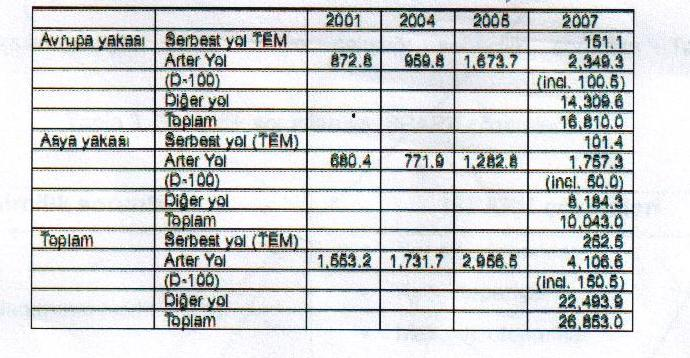 2001 2004 2005 2007
Avrupa yakası Serbest yol TEM 151.1
Arter Yol 872.8 959.8 1,673.7 2,349.3
(D-100) (incl. 100.5)
Diğer yol 14,309.6
Toplam 16,810.0
Asya yakası Serbest yol (TEM) 101.4
Arter Yol 680.4 771.9 1,282.8 1,757.3
(D-100) (incl. 50.0)
Diğer yol 8,184.3
Toplam 10,043.0
Toplam Serbest yol (TEM) 252.5
Arter Yol 1,553.2 1,731.7 2,956.5 4,106.6
(D-100) (incl. 150.5)
Diğer yol 22,493.9
Toplam 26,853.0